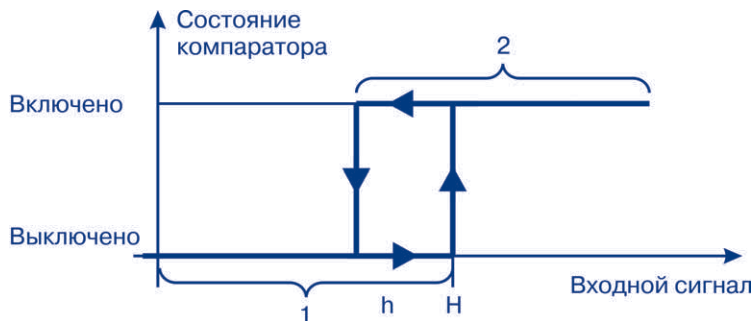 Состояние
компаратора
2
Включено
Выключено
1
h
H
Входной сигнал